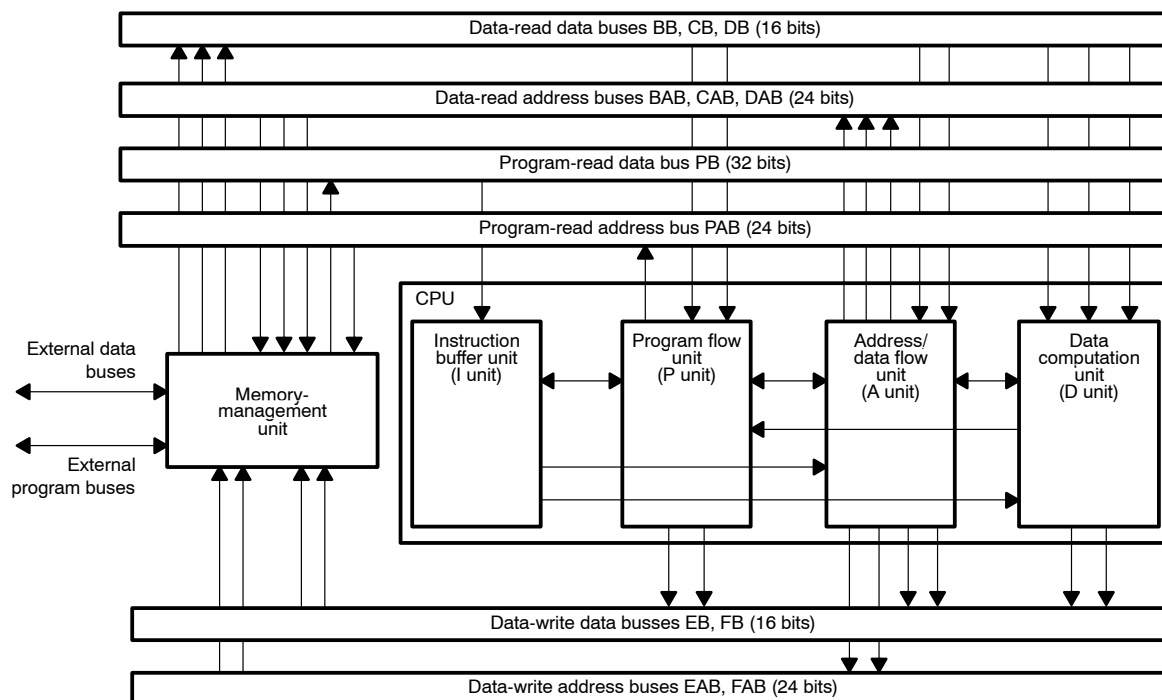 Data-read data buses BB, CB, DB (16 bits)
Data-read address buses BAB, CAB, DAB (24 bits)
Program-read data bus PB (32 bits)
Program-read address bus PAB (24 bits)
CPU
Instruction
buffer unit
(I unit)
Program flow
unit
(P unit)
Address/
data flow
unit
(A unit)
Data
computation
unit
(D unit)
External data
buses
Memory-
management
unit
External
program buses
Data-write data busses EB, FB (16 bits)
Data-write address buses EAB, FAB (24 bits)